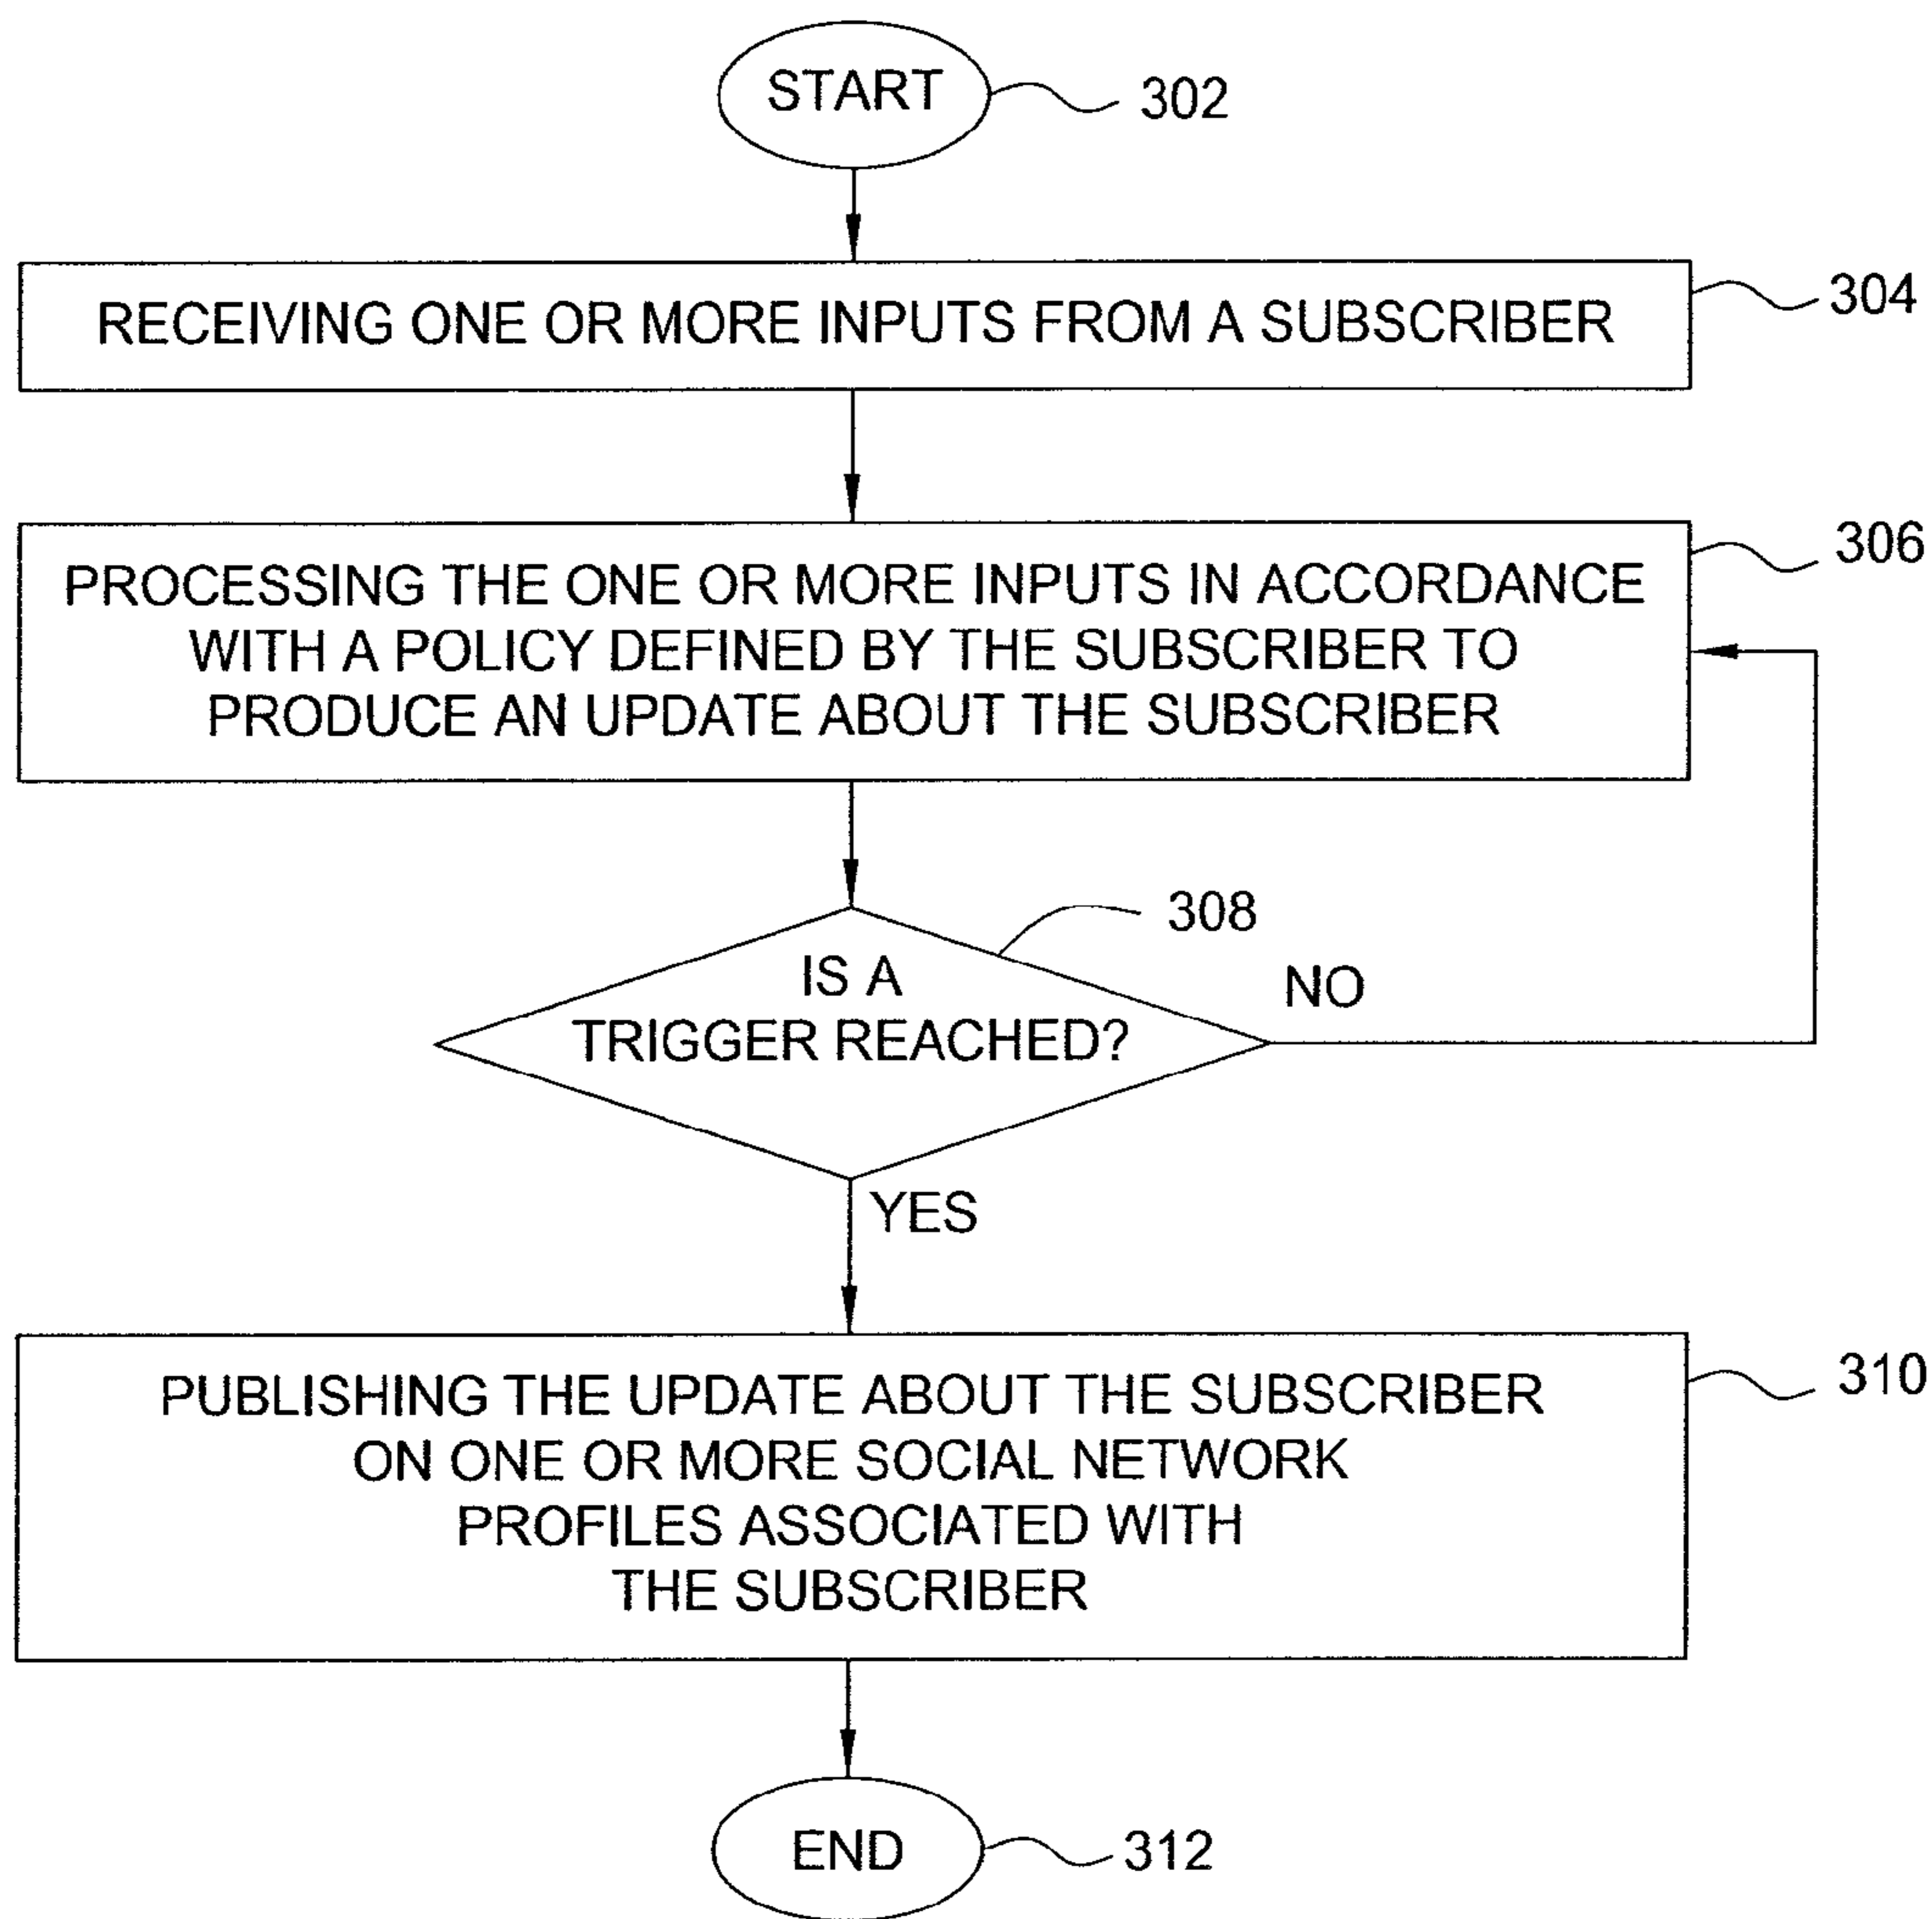 START
302
RECEIVING ONE OR MORE INPUTS FROM A SUBSCRIBER
304
306
PROCESSING THE ONE OR MORE INPUTS IN ACCORDANCE
WITH A POLICY DEFINED BY THE SUBSCRIBER TO
PRODUCE AN UPDATE ABOUT THE SUBSCRIBER
308
IS A
TRIGGER REACHED?
NO
YES
310
PUBLISHING THE UPDATE ABOUT THE SUBSCRIBER
ON ONE OR MORE SOCIAL NETWORK
PROFILES ASSOCIATED WITH
THE SUBSCRIBER
END
312